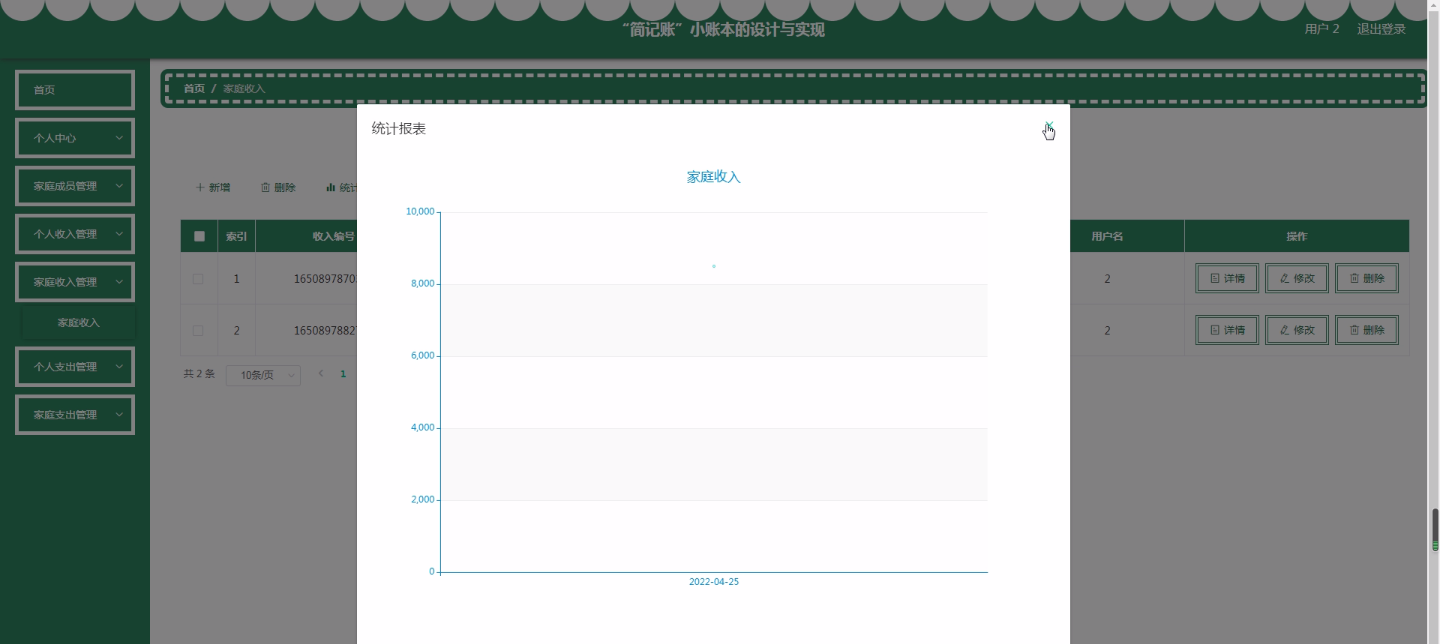 “简记账”小账本的设计与实现
用户 2 退出登录
首页
个人中心
家庭成员管理
个人收入管理
家庭收入管理
家庭收入
个人支出管理
家庭支出管理
首页 / 家庭收入
新增 删除 统计
索引 收入编号 用户名 操作
1 2 详情 修改 删除
2 2 详情 修改 删除
共 2 条 10条/页 1
统计报表
家庭收入
10,000
8,000
6,000
4,000
2,000
0
2022-04-25